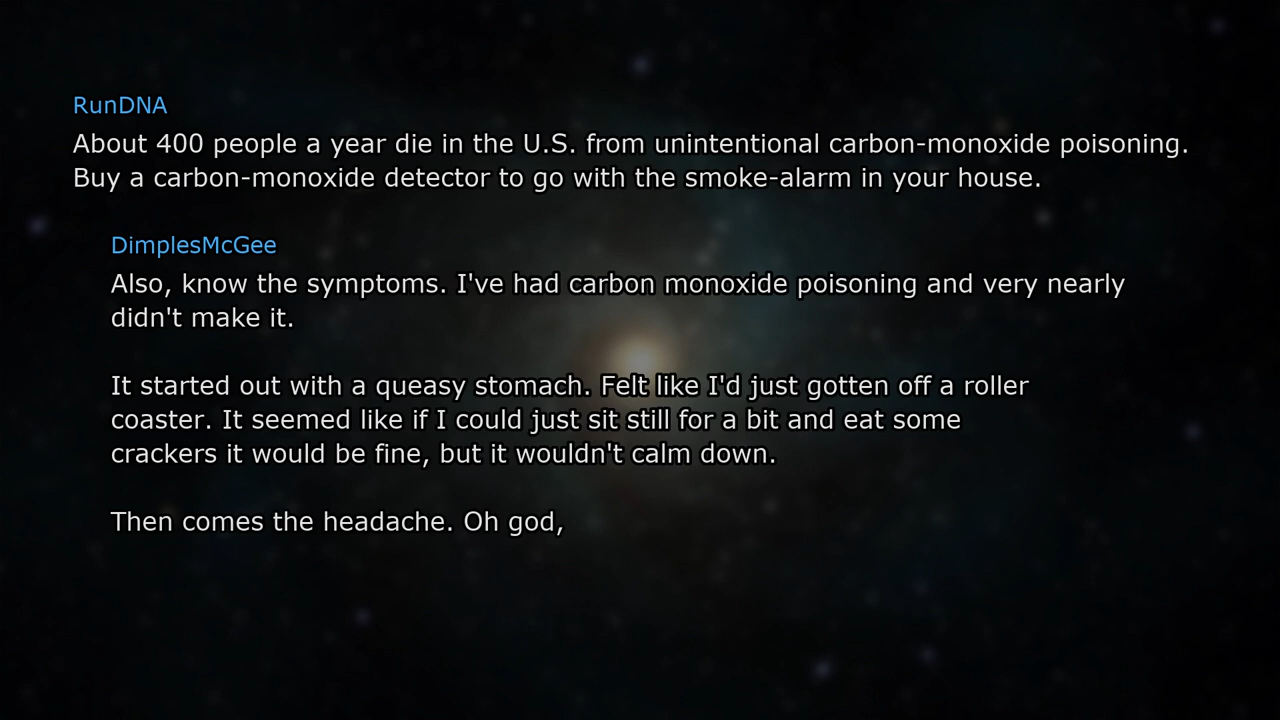 RunDNA
About 400 people a year die in the U.S. from unintentional carbon-monoxide poisoning.
Buy a carbon-monoxide detector to go with the smoke-alarm in your house.
DimplesMcGee
Also, know the symptoms. I've had carbon monoxide poisoning and very nearly
didn't make it.
It started out with a queasy stomach. Felt like I'd just gotten off a roller
coaster. It seemed like if I could just sit still for a bit and eat some
crackers it would be fine, but it wouldn't calm down.
Then comes the headache. Oh god,